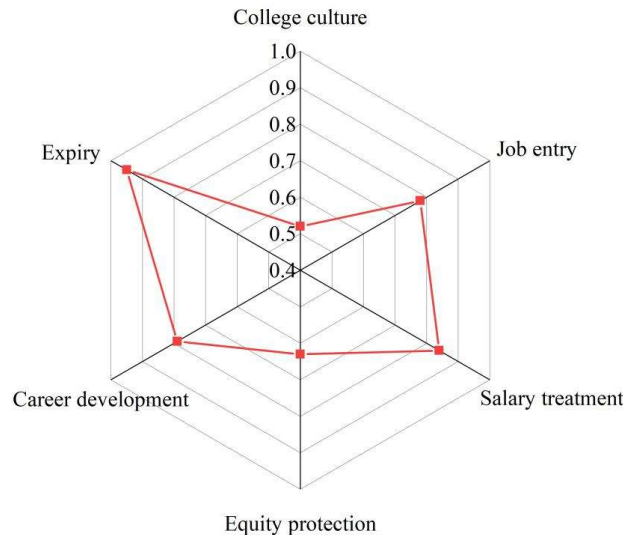 College culture
1.0
0.9
0.8
0.7
0.6
0.5
0.4
Expiry
Job entry
Career development
Salary treatment
Equity protection